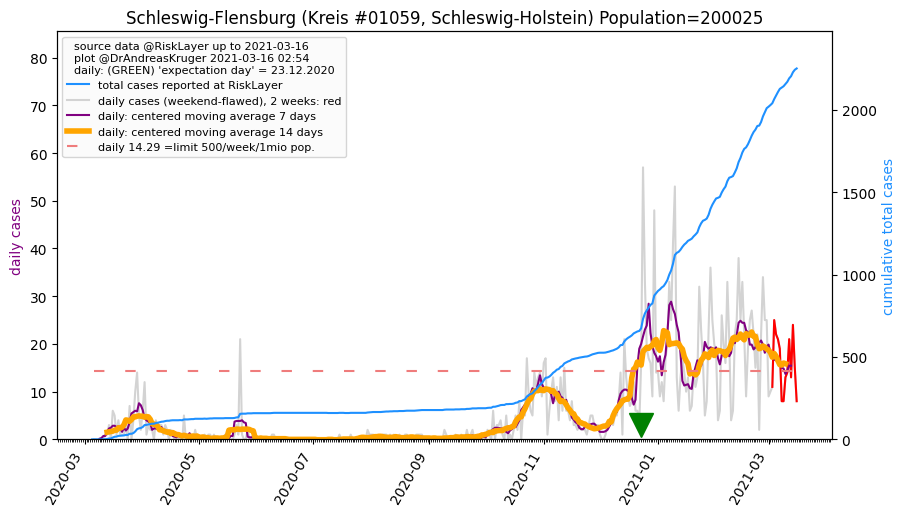 Schleswig-Flensburg (Kreis #01059, Schleswig-Holstein) Population=200025
source data @RiskLayer up to 2021-03-16
plot @DrAndreasKruger 2021-03-16 02:54
daily: (GREEN) 'expectation day' = 23.12.2020
total cases reported at RiskLayer
daily cases (weekend-flawed), 2 weeks: red
daily: centered moving average 7 days
daily: centered moving average 14 days
daily 14.29 =limit 500/week/1mio pop.
daily cases
80
70
60
50
40
30
20
10
0
cumulative total cases
2000
1500
1000
500
0
2020-03
2020-05
2020-07
2020-09
2020-11
2021-01
2021-03